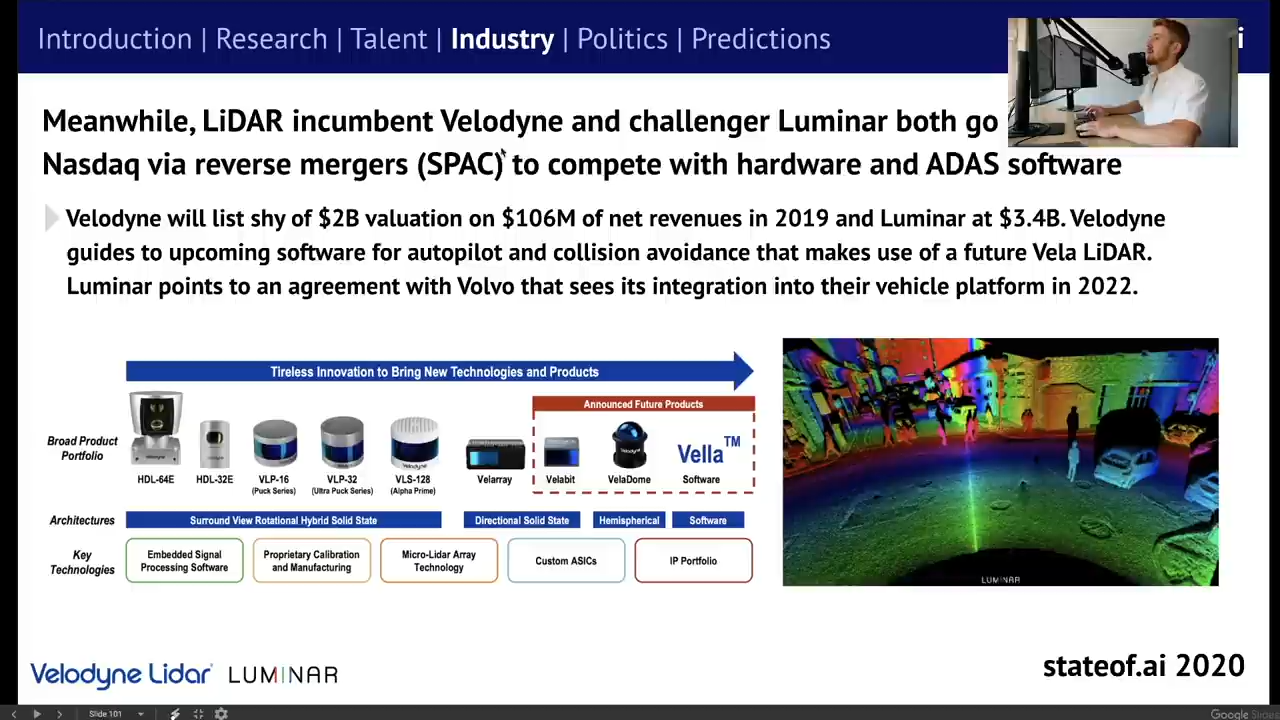 Introduction | Research | Talent | Industry | Politics | Predictions
i
Meanwhile, LiDAR incumbent Velodyne and challenger Luminar both go
Nasdaq via reverse mergers (SPAC) to compete with hardware and ADAS software
Velodyne will list shy of $2B valuation on $106M of net revenues in 2019 and Luminar at $3.4B. Velodyne
guides to upcoming software for autopilot and collision avoidance that makes use of a future Vela LiDAR.
Luminar points to an agreement with Volvo that sees its integration into their vehicle platform in 2022.
Tireless Innovation to Bring New Technologies and Products
Announced Future Products
Broad Product
Portfolio
Vella™
HDL-64E HDL-32E VLP-16 VLP-32 VLS-128 Velarray Velabit VelaDome Software
(Puck Series) (Ultra Puck Series) (Alpha Prime)
Architectures Surround View Rotational Hybrid Solid State Directional Solid State Hemispherical Software
Key
Technologies
Embedded Signal
Processing Software
Proprietary Calibration
and Manufacturing
Micro-Lidar Array
Technology
Custom ASICs
IP Portfolio
LUMINAR
Velodyne Lidar LUMINAR
stateof.ai 2020
Slide 101
Google Slides